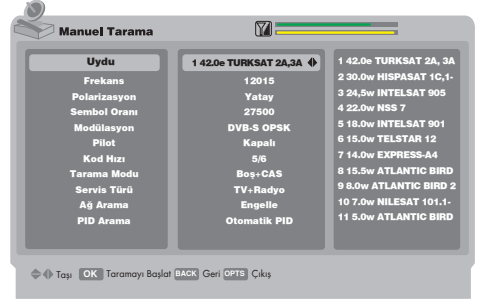 Manuel Tarama
Uydu
Frekans
Polarizasyon
Sembol Oranı
Modülasyon
Pilot
Kod Hızı
Tarama Modu
Servis Türü
Ağ Arama
PID Arama
1 42.0e TURKSAT 2A,3A
12015
Yatay
27500
DVB-S OPSK
Kapalı
5/6
Boş+CAS
TV+Radyo
Engelle
Otomatik PID
1 42.0e TURKSAT 2A, 3A
2 30.0w HISPASAT 1C,1-
3 24,5w INTELSAT 905
4 22.0w NSS 7
5 18.0w INTELSAT 901
6 15.0w TELSTAR 12
7 14.0w EXPRESS-A4
8 15.5w ATLANTIC BIRD
9 8.0w ATLANTIC BIRD 2
10 7.0w NILESAT 101.1-
11 5.0w ATLANTIC BIRD
Taşı OK Taramayı Başlat BACK Geri OPTS Çıkış